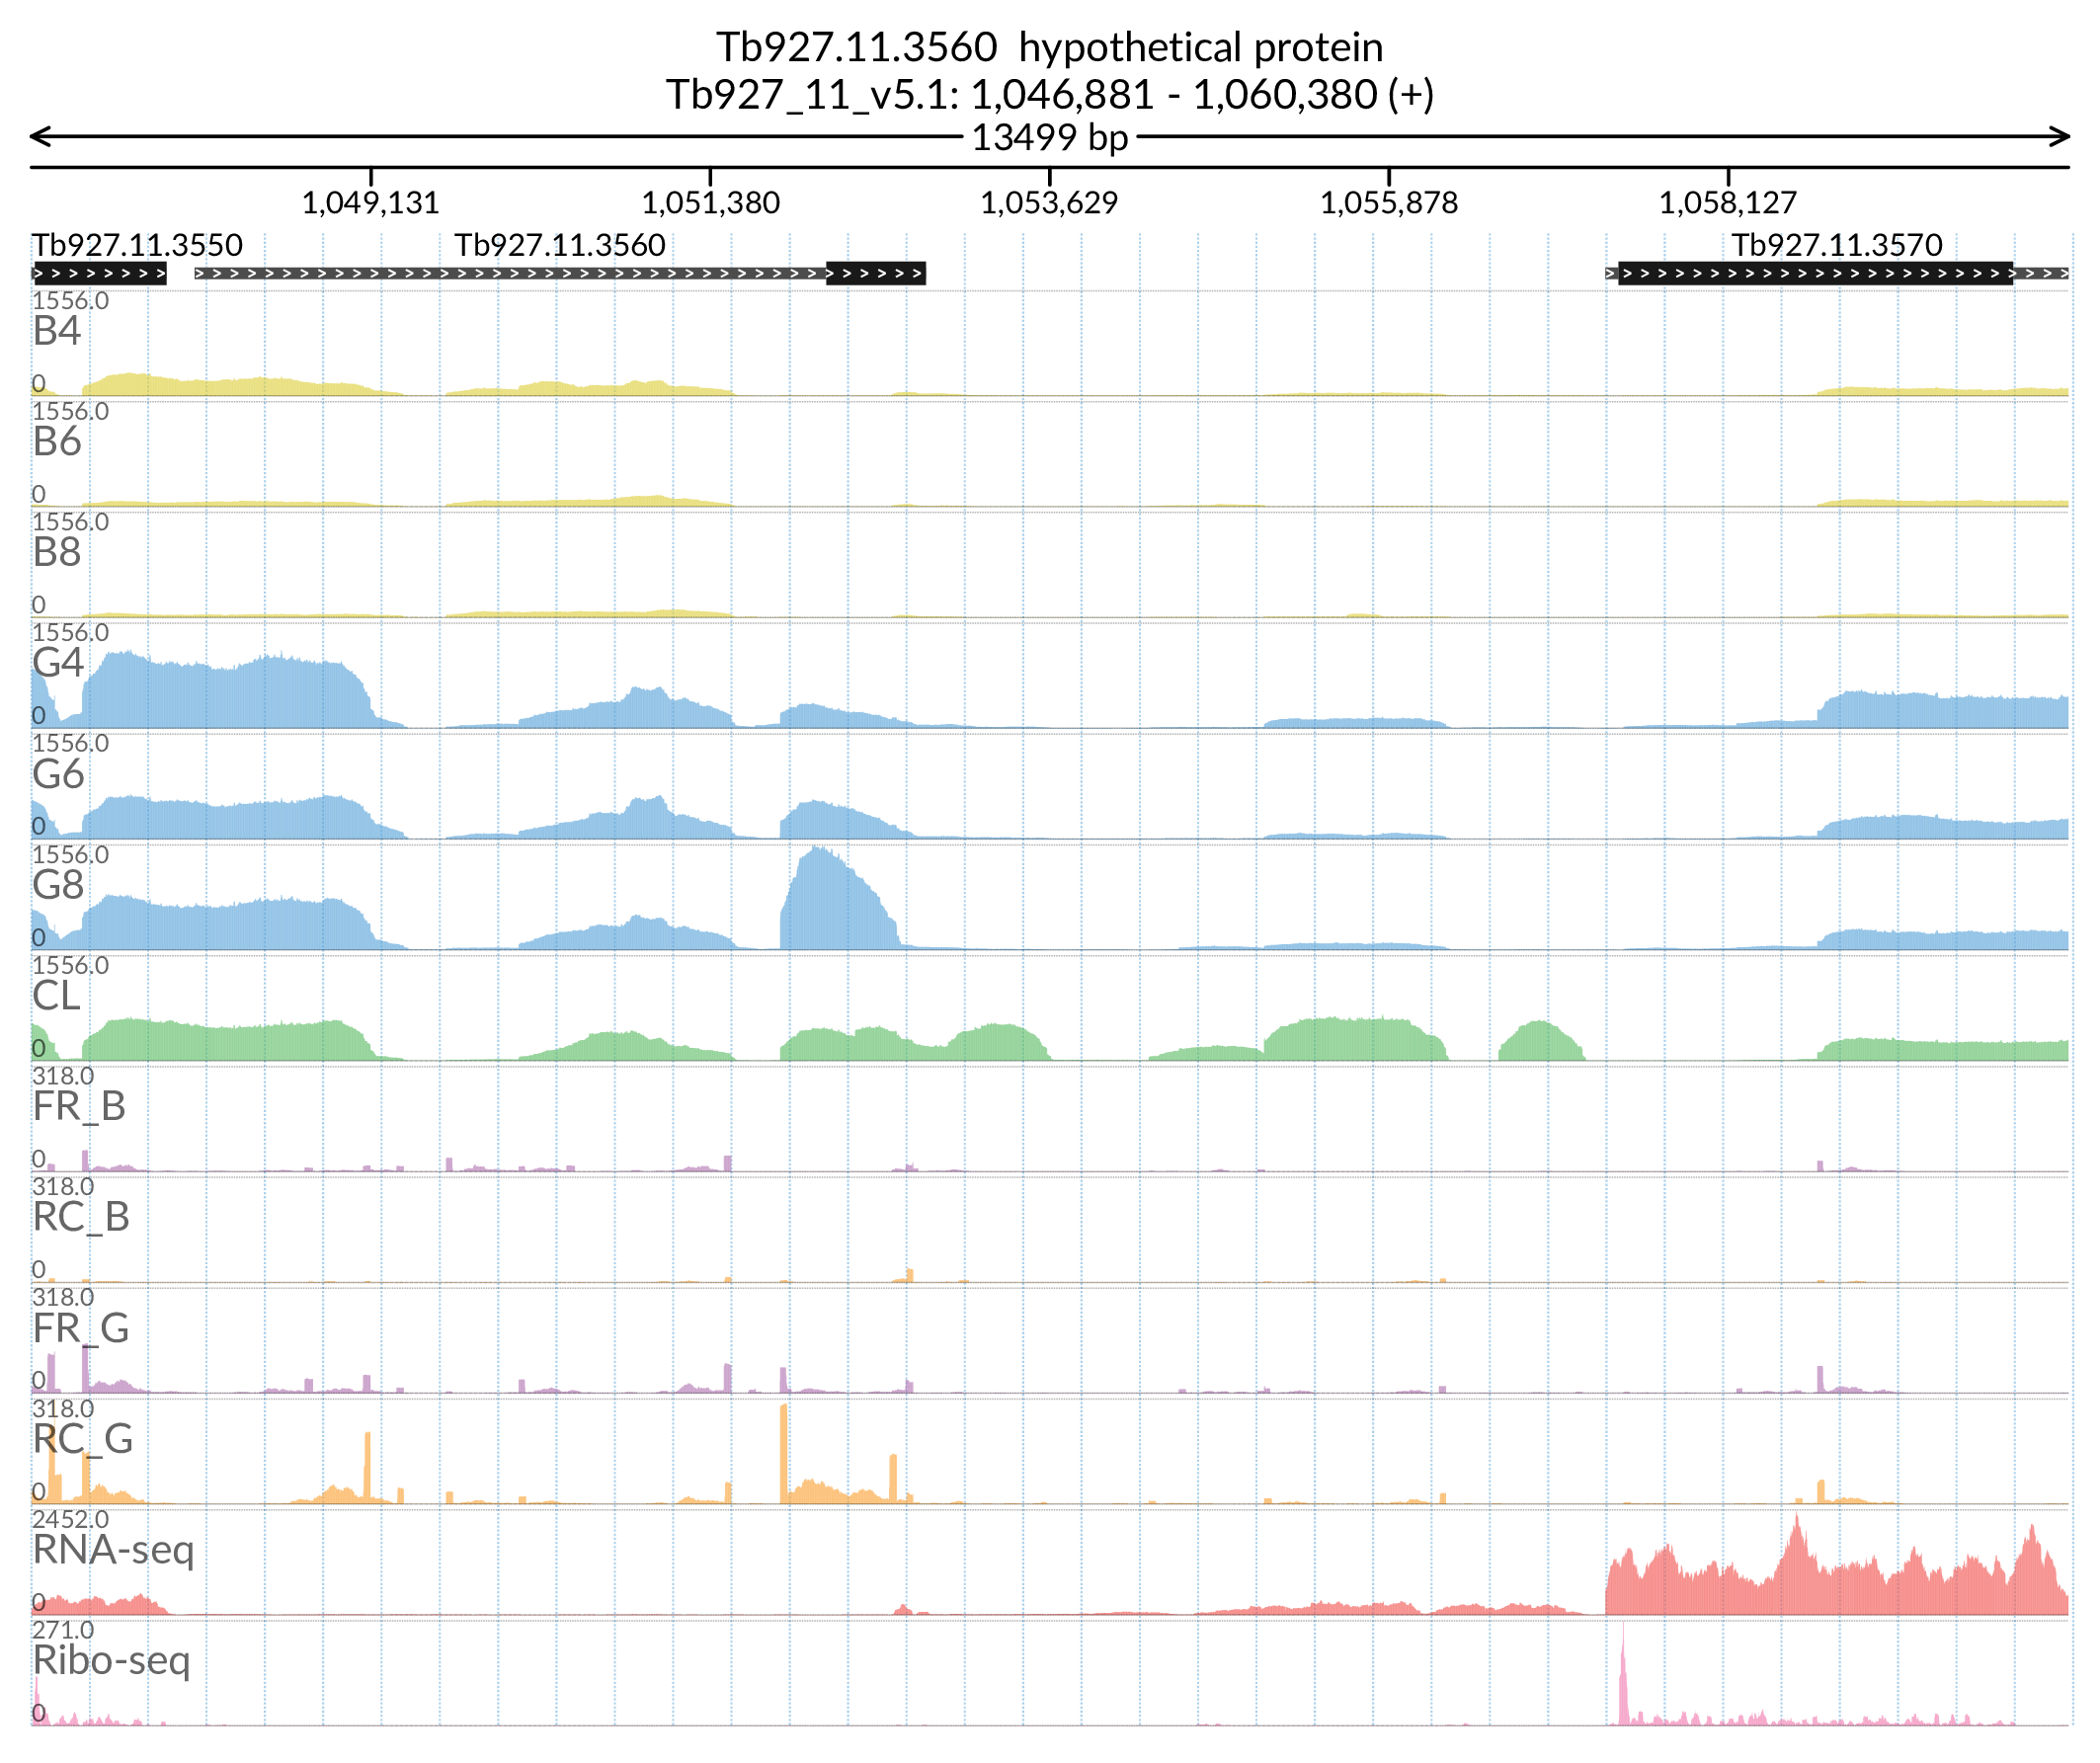 Tb927.11.3560 hypothetical protein
Tb927_11_v5.1: 1,046,881 - 1,060,380 (+)
13499 bp
1,049,131 1,051,380 1,053,629 1,055,878 1,058,127
Tb927.11.3550 Tb927.11.3560 Tb927.11.3570
1556.0
B4
0
1556.0
B6
0
1556.0
B8
0
1556.0
G4
0
1556.0
G6
0
1556.0
G8
0
1556.0
CL
0
318.0
FR_B
0
318.0
RC_B
0
318.0
FR_G
0
318.0
RC_G
0
2452.0
RNA-seq
0
271.0
Ribo-seq
0